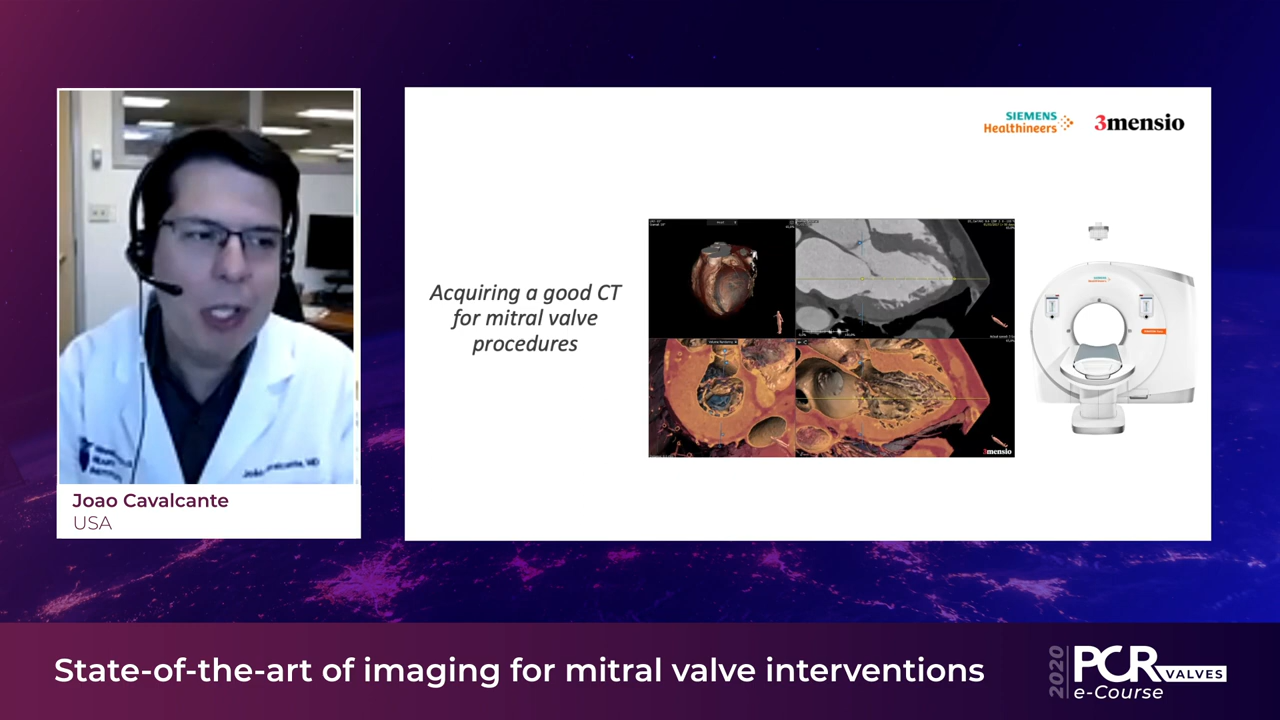 SIEMENS
Healthineers
3mensio
Acquiring a good CT
for mitral valve
procedures
3mensio
Joao Cavalcante
USA
State-of-the-art of imaging for mitral valve interventions
2020
PCR
VALVES
e-Course